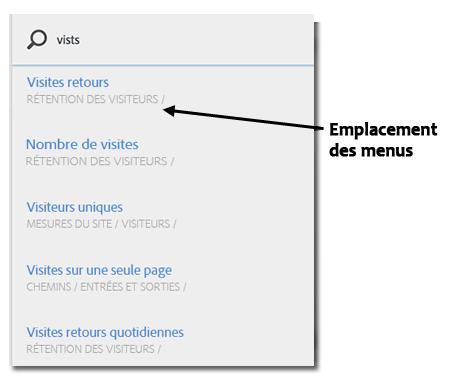 vists
Visites retours
RÉTENTION DES VISITEURS /
Emplacement
des menus
Nombre de visites
RÉTENTION DES VISITEURS /
Visiteurs uniques
MESURES DU SITE / VISITEURS /
Visites sur une seule page
CHEMINS / ENTRÉES ET SORTIES /
Visites retours quotidiennes
RÉTENTION DES VISITEURS /